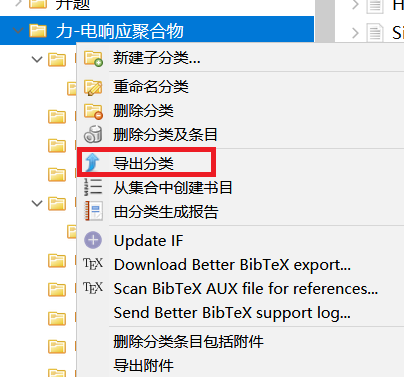 开题
力-电响应聚合物
新建子分类...
重命名分类
删除分类
删除分类及条目
导出分类
从集合中创建书目
由分类生成报告
Update IF
TEX Download Better BibTeX export...
TEX Scan BibTeX AUX file for references...
Send Better BibTeX support log...
删除分类条目包括附件
导出附件
H
Si